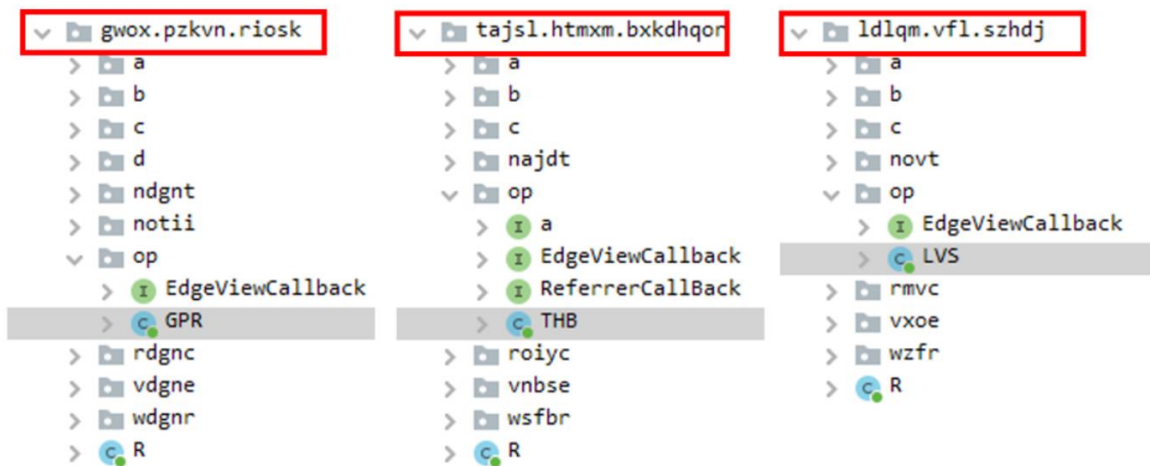 gwox.pzkvn.riosk
a
b
c
d
ndgnt
notii
op
I EdgeViewCallback
C GPR
rdgnc
vdgne
wdgnr
C R
tajsl.htmxm.bxkdhqor
a
b
c
najdt
op
I a
I EdgeViewCallback
I ReferrerCallBack
C THB
roiyc
vnbse
wsfbr
C R
ldlqm.vfl.szhdj
a
b
c
novt
op
I EdgeViewCallback
C LVS
rmvc
vxoe
wzfr
C R